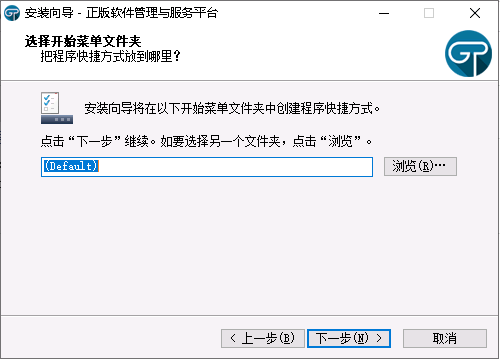 安装向导 - 正版软件管理与服务平台
选择开始菜单文件夹
把程序快捷方式放到哪里？
GP
安装向导将在以下开始菜单文件夹中创建程序快捷方式。
点击“下一步”继续。如要选择另一个文件夹，点击“浏览”。
(Default)
浏览(R)…
< 上一步(B)
下一步(N) >
取消